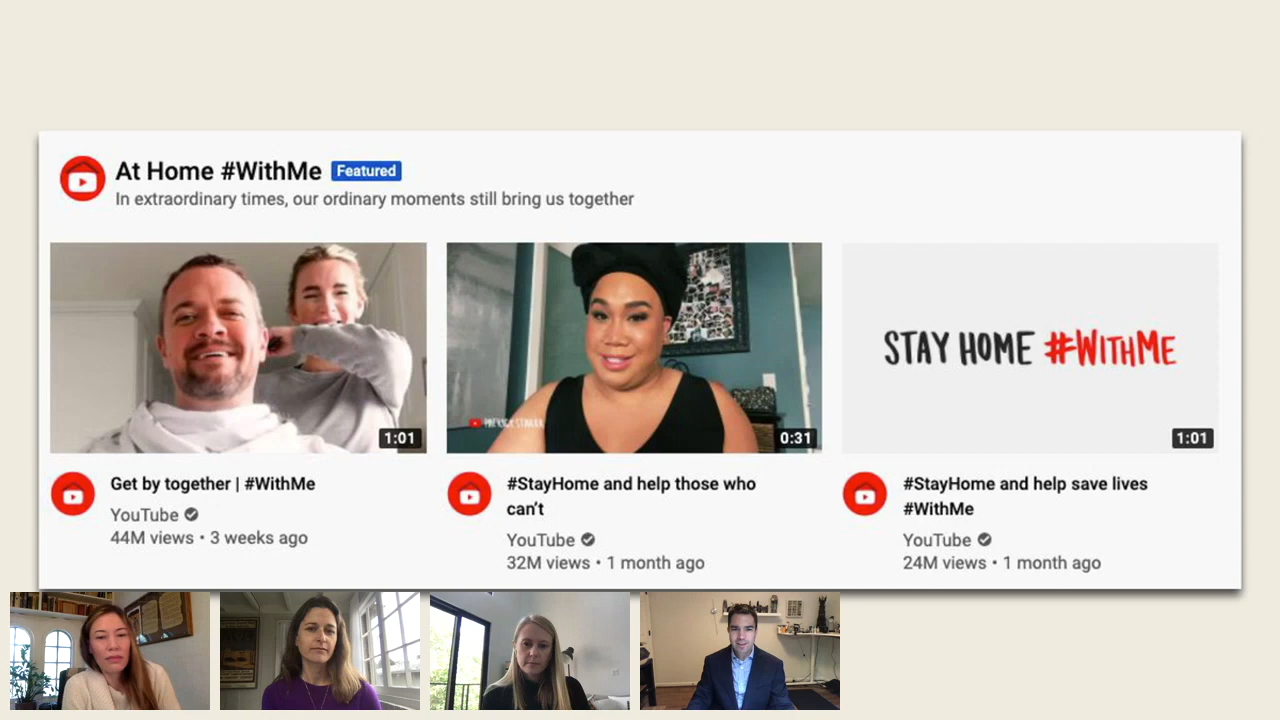 At Home #WithMe Featured
In extraordinary times, our ordinary moments still bring us together
1:01
0:31
STAY HOME #WITHME
1:01
Get by together | #WithMe
YouTube
44M views • 3 weeks ago
#StayHome and help those who
can't
YouTube
32M views • 1 month ago
#StayHome and help save lives
#WithMe
YouTube
24M views • 1 month ago